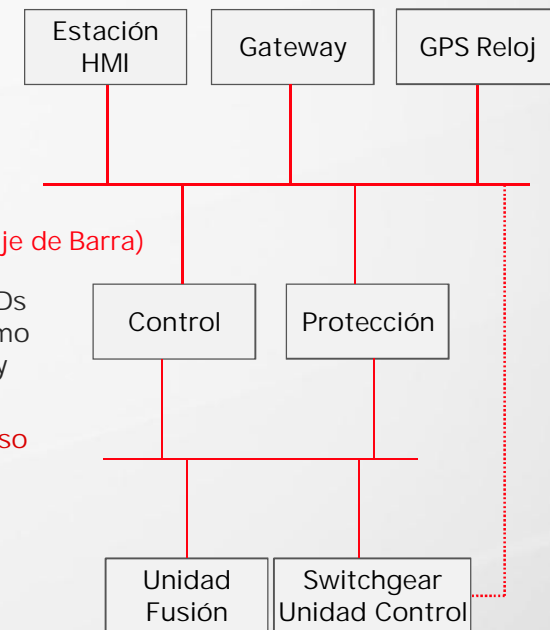 Estación
HMI
Gateway
GPS Reloj
je de Barra)
Ds
mo
y
so
Control
Protección
Unidad
Fusión
Switchgear
Unidad Control